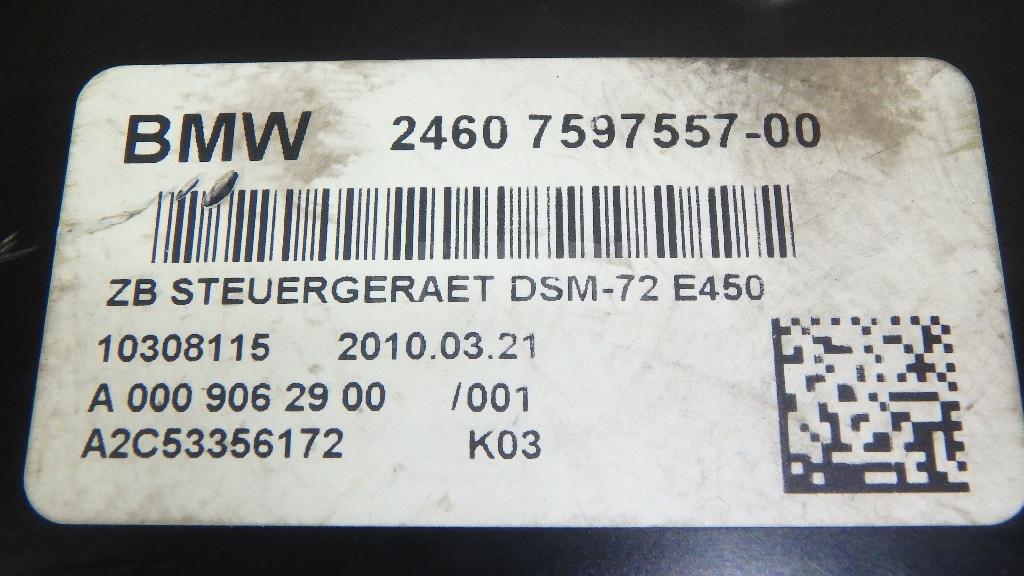 BMW 2460 7597557-00
ZB STEUERGERAET DSM-72 E450
10308115 2010.03.21
A 000 906 29 00 /001
A2C53356172 K03